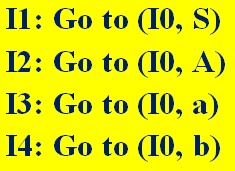 I1: Go to (I0, S)
I2: Go to (I0, A)
I3: Go to (I0, a)
I4: Go to (I0, b)